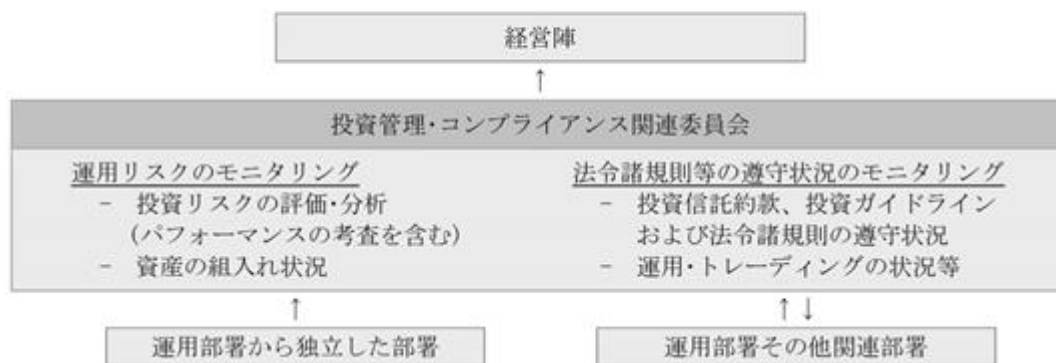 経営陣
↑
投資管理・コンプライアンス関連委員会
運用リスクのモニタリング
− 投資リスクの評価・分析
(パフォーマンスの考査を含む)
− 資産の組入れ状況
法令諸規則等の遵守状況のモニタリング
− 投資信託約款、投資ガイドライン
および法令諸規則の遵守状況
− 運用・トレーディングの状況等
↑
↑↓
運用部署から独立した部署
運用部署その他関連部署